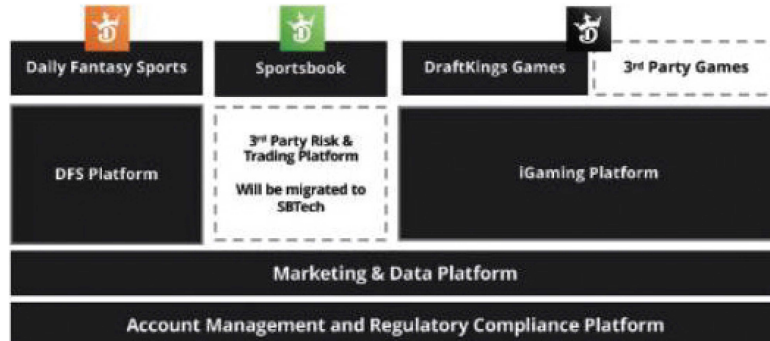 Daily Fantasy Sports
Sportsbook
DraftKings Games
3rd Party Games
DFS Platform
3rd Party Risk &
Trading Platform
Will be migrated to
SBTech
iGaming Platform
Marketing & Data Platform
Account Management and Regulatory Compliance Platform